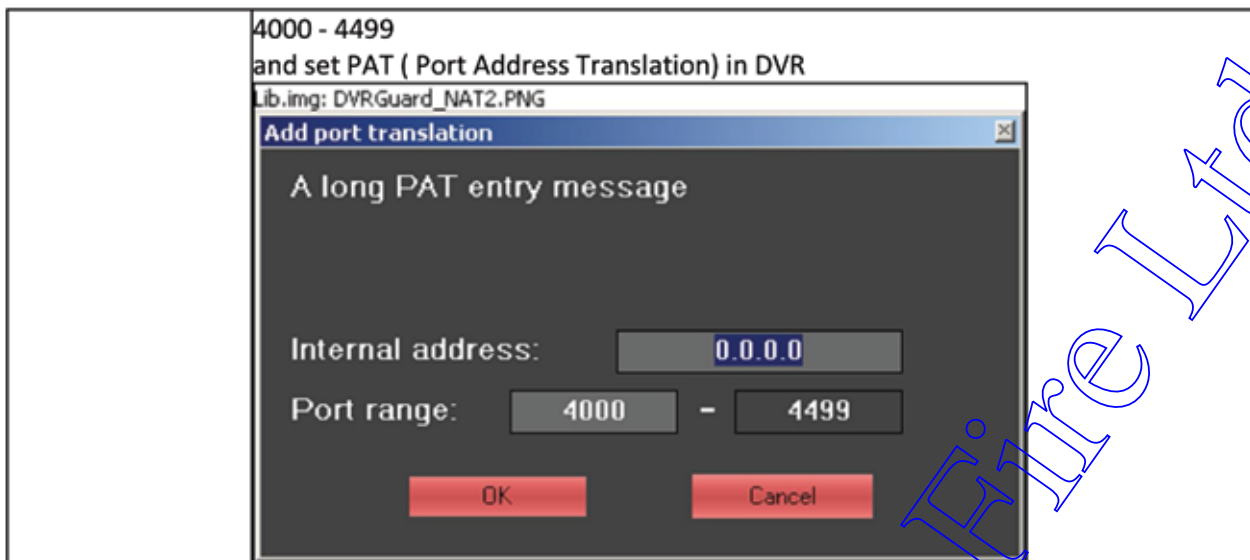 4000 - 4499
and set PAT ( Port Address Translation) in DVR
Lib.img: DVRGuard_NAT2.PNG
Add port translation
A long PAT entry message
Internal address: 0.0.0.0
Port range: 4000 - 4499
OK Cancel
Eire Ltd